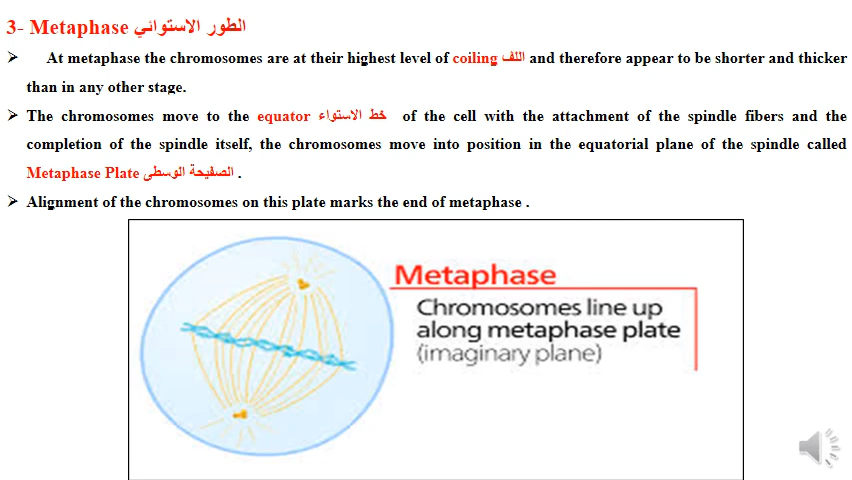 3- Metaphase الطور الاستوائي
➢ At metaphase the chromosomes are at their highest level of coiling اللف and therefore appear to be shorter and thicker
than in any other stage.
➢ The chromosomes move to the equator خط الاستواء of the cell with the attachment of the spindle fibers and the
completion of the spindle itself, the chromosomes move into position in the equatorial plane of the spindle called
Metaphase Plate الصفيحة الوسطى .
➢ Alignment of the chromosomes on this plate marks the end of metaphase .
Metaphase
Chromosomes line up
along metaphase plate
(imaginary plane)